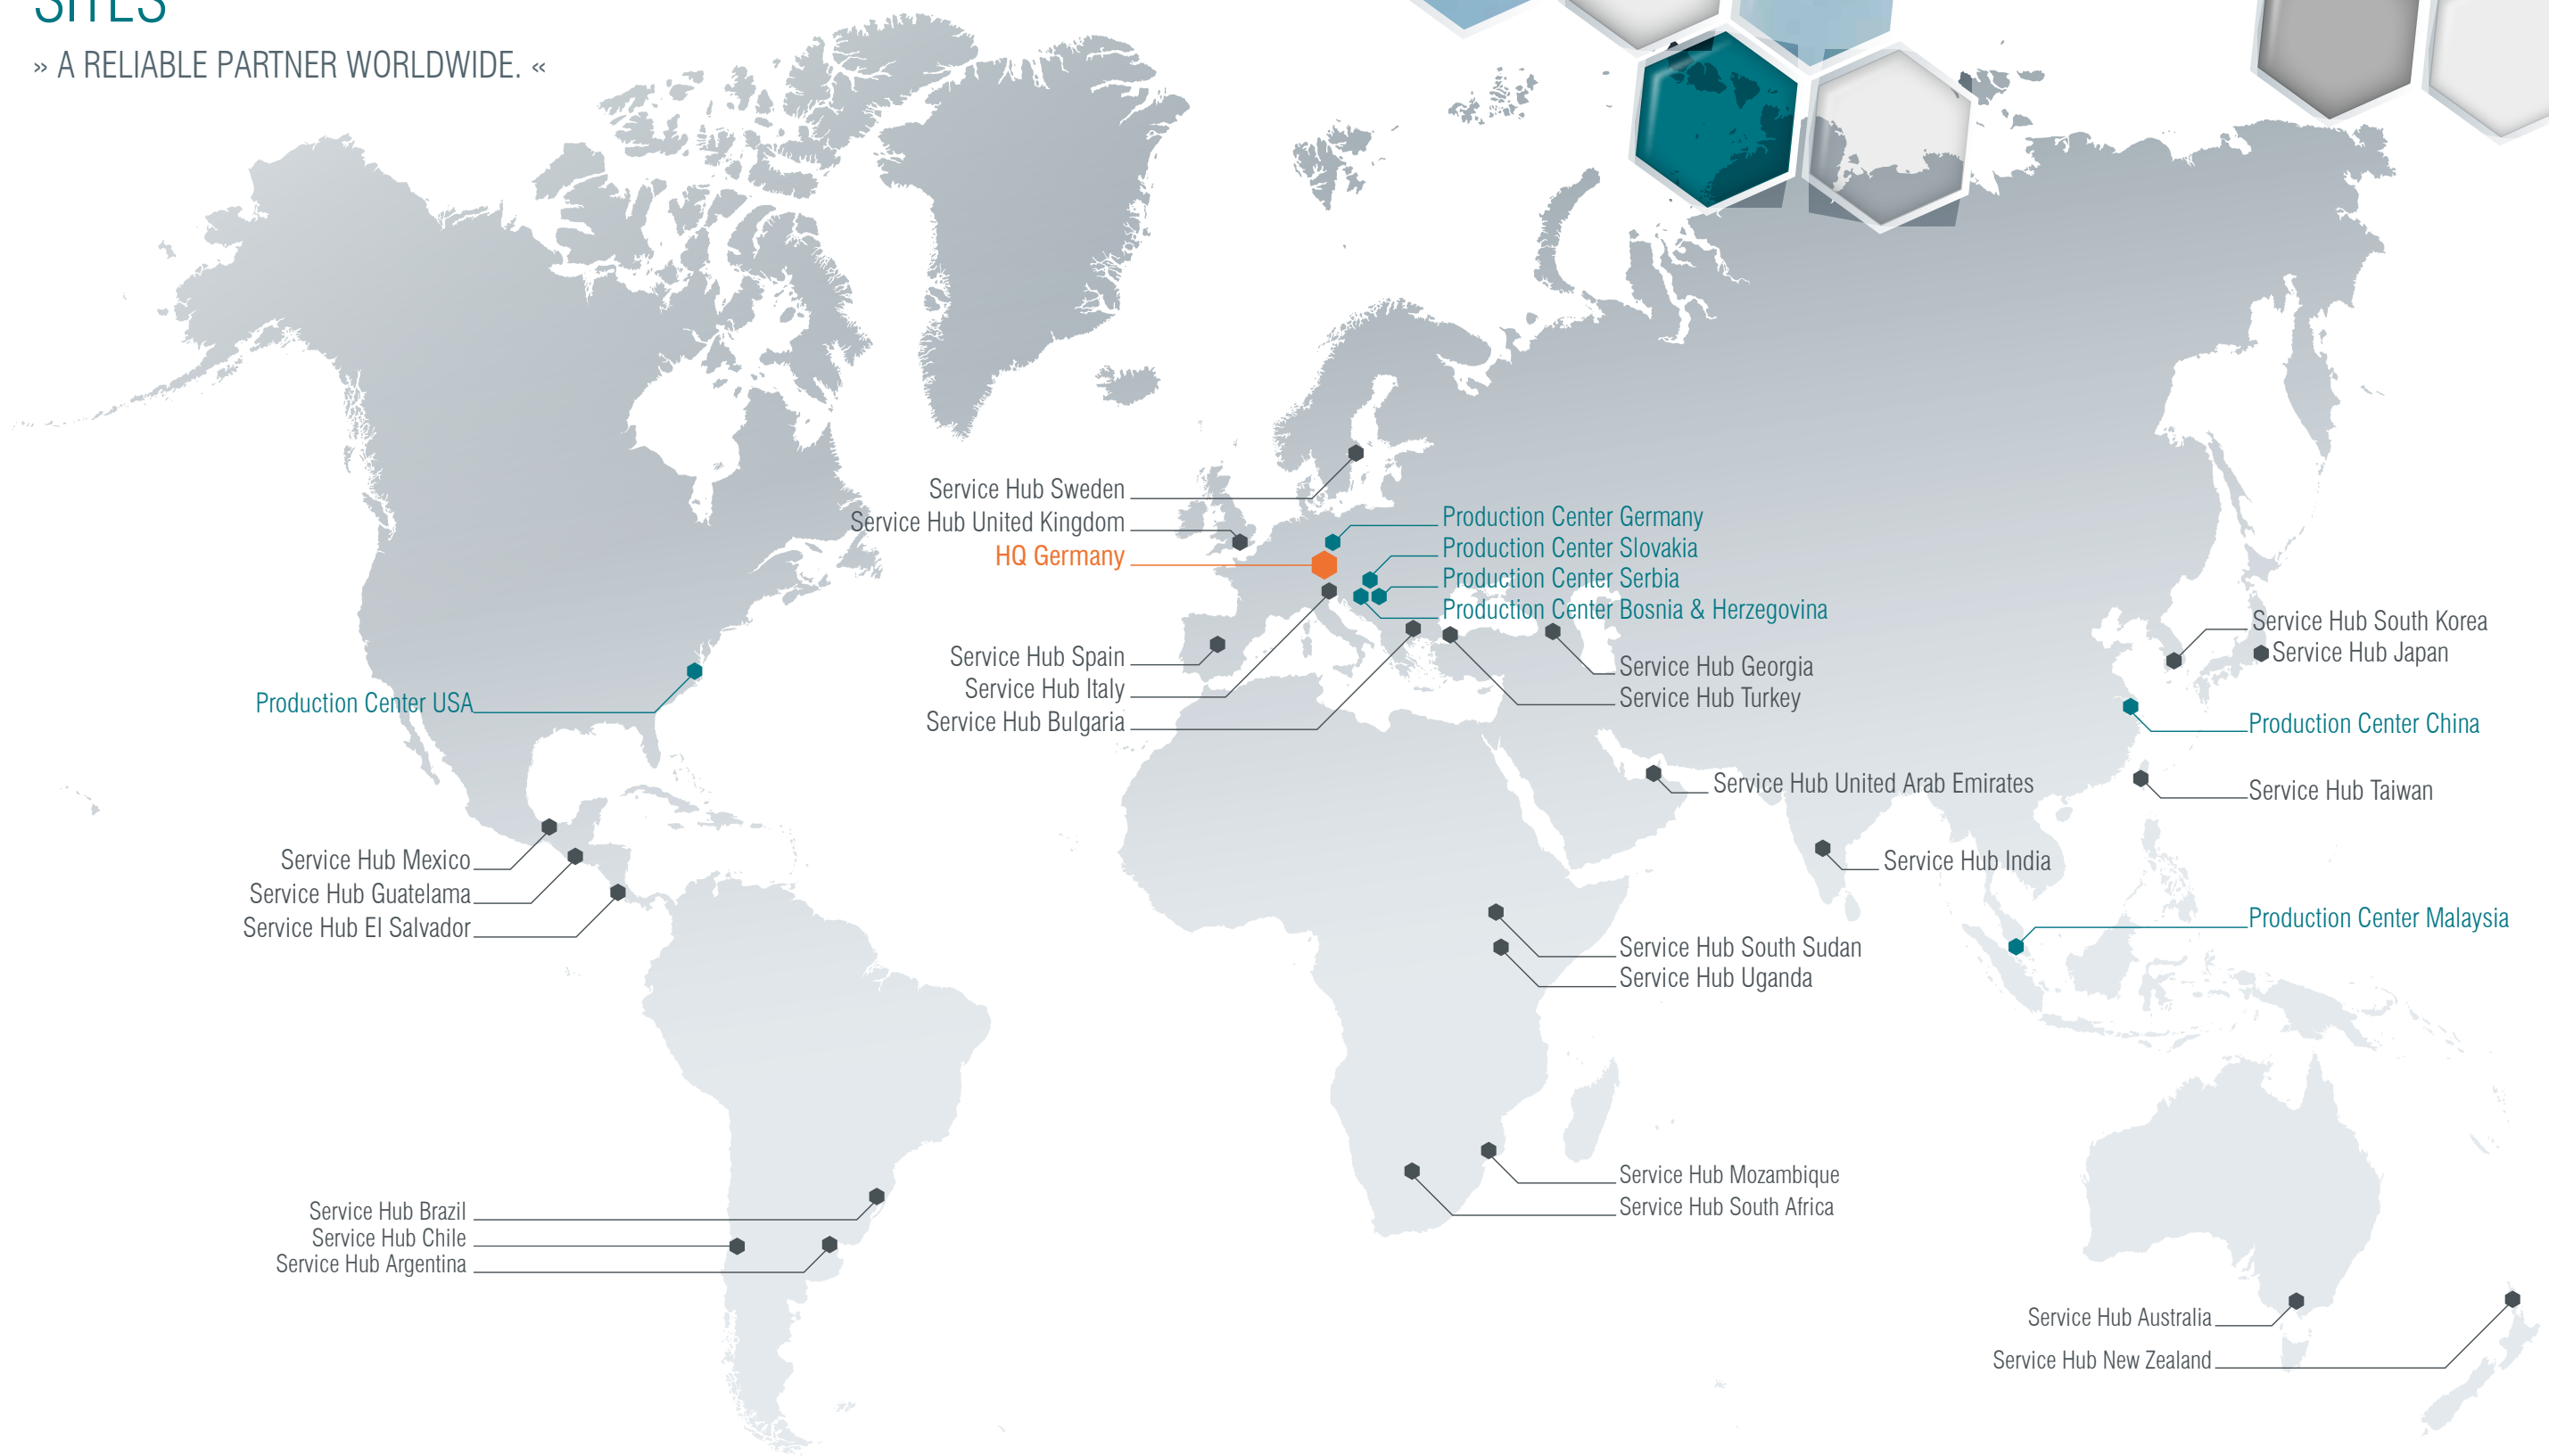 SITES
» A RELIABLE PARTNER WORLDWIDE. «
Service Hub Sweden
Service Hub United Kingdom
HQ Germany
Production Center Germany
Production Center Slovakia
Production Center Serbia
Production Center Bosnia & Herzegovina
Service Hub Spain
Service Hub Italy
Service Hub Bulgaria
Service Hub Georgia
Service Hub Turkey
Service Hub South Korea
Service Hub Japan
Production Center China
Service Hub Taiwan
Production Center USA
Service Hub United Arab Emirates
Service Hub India
Production Center Malaysia
Service Hub Mexico
Service Hub Guatelama
Service Hub El Salvador
Service Hub South Sudan
Service Hub Uganda
Service Hub Mozambique
Service Hub South Africa
Service Hub Brazil
Service Hub Chile
Service Hub Argentina
Service Hub Australia
Service Hub New Zealand